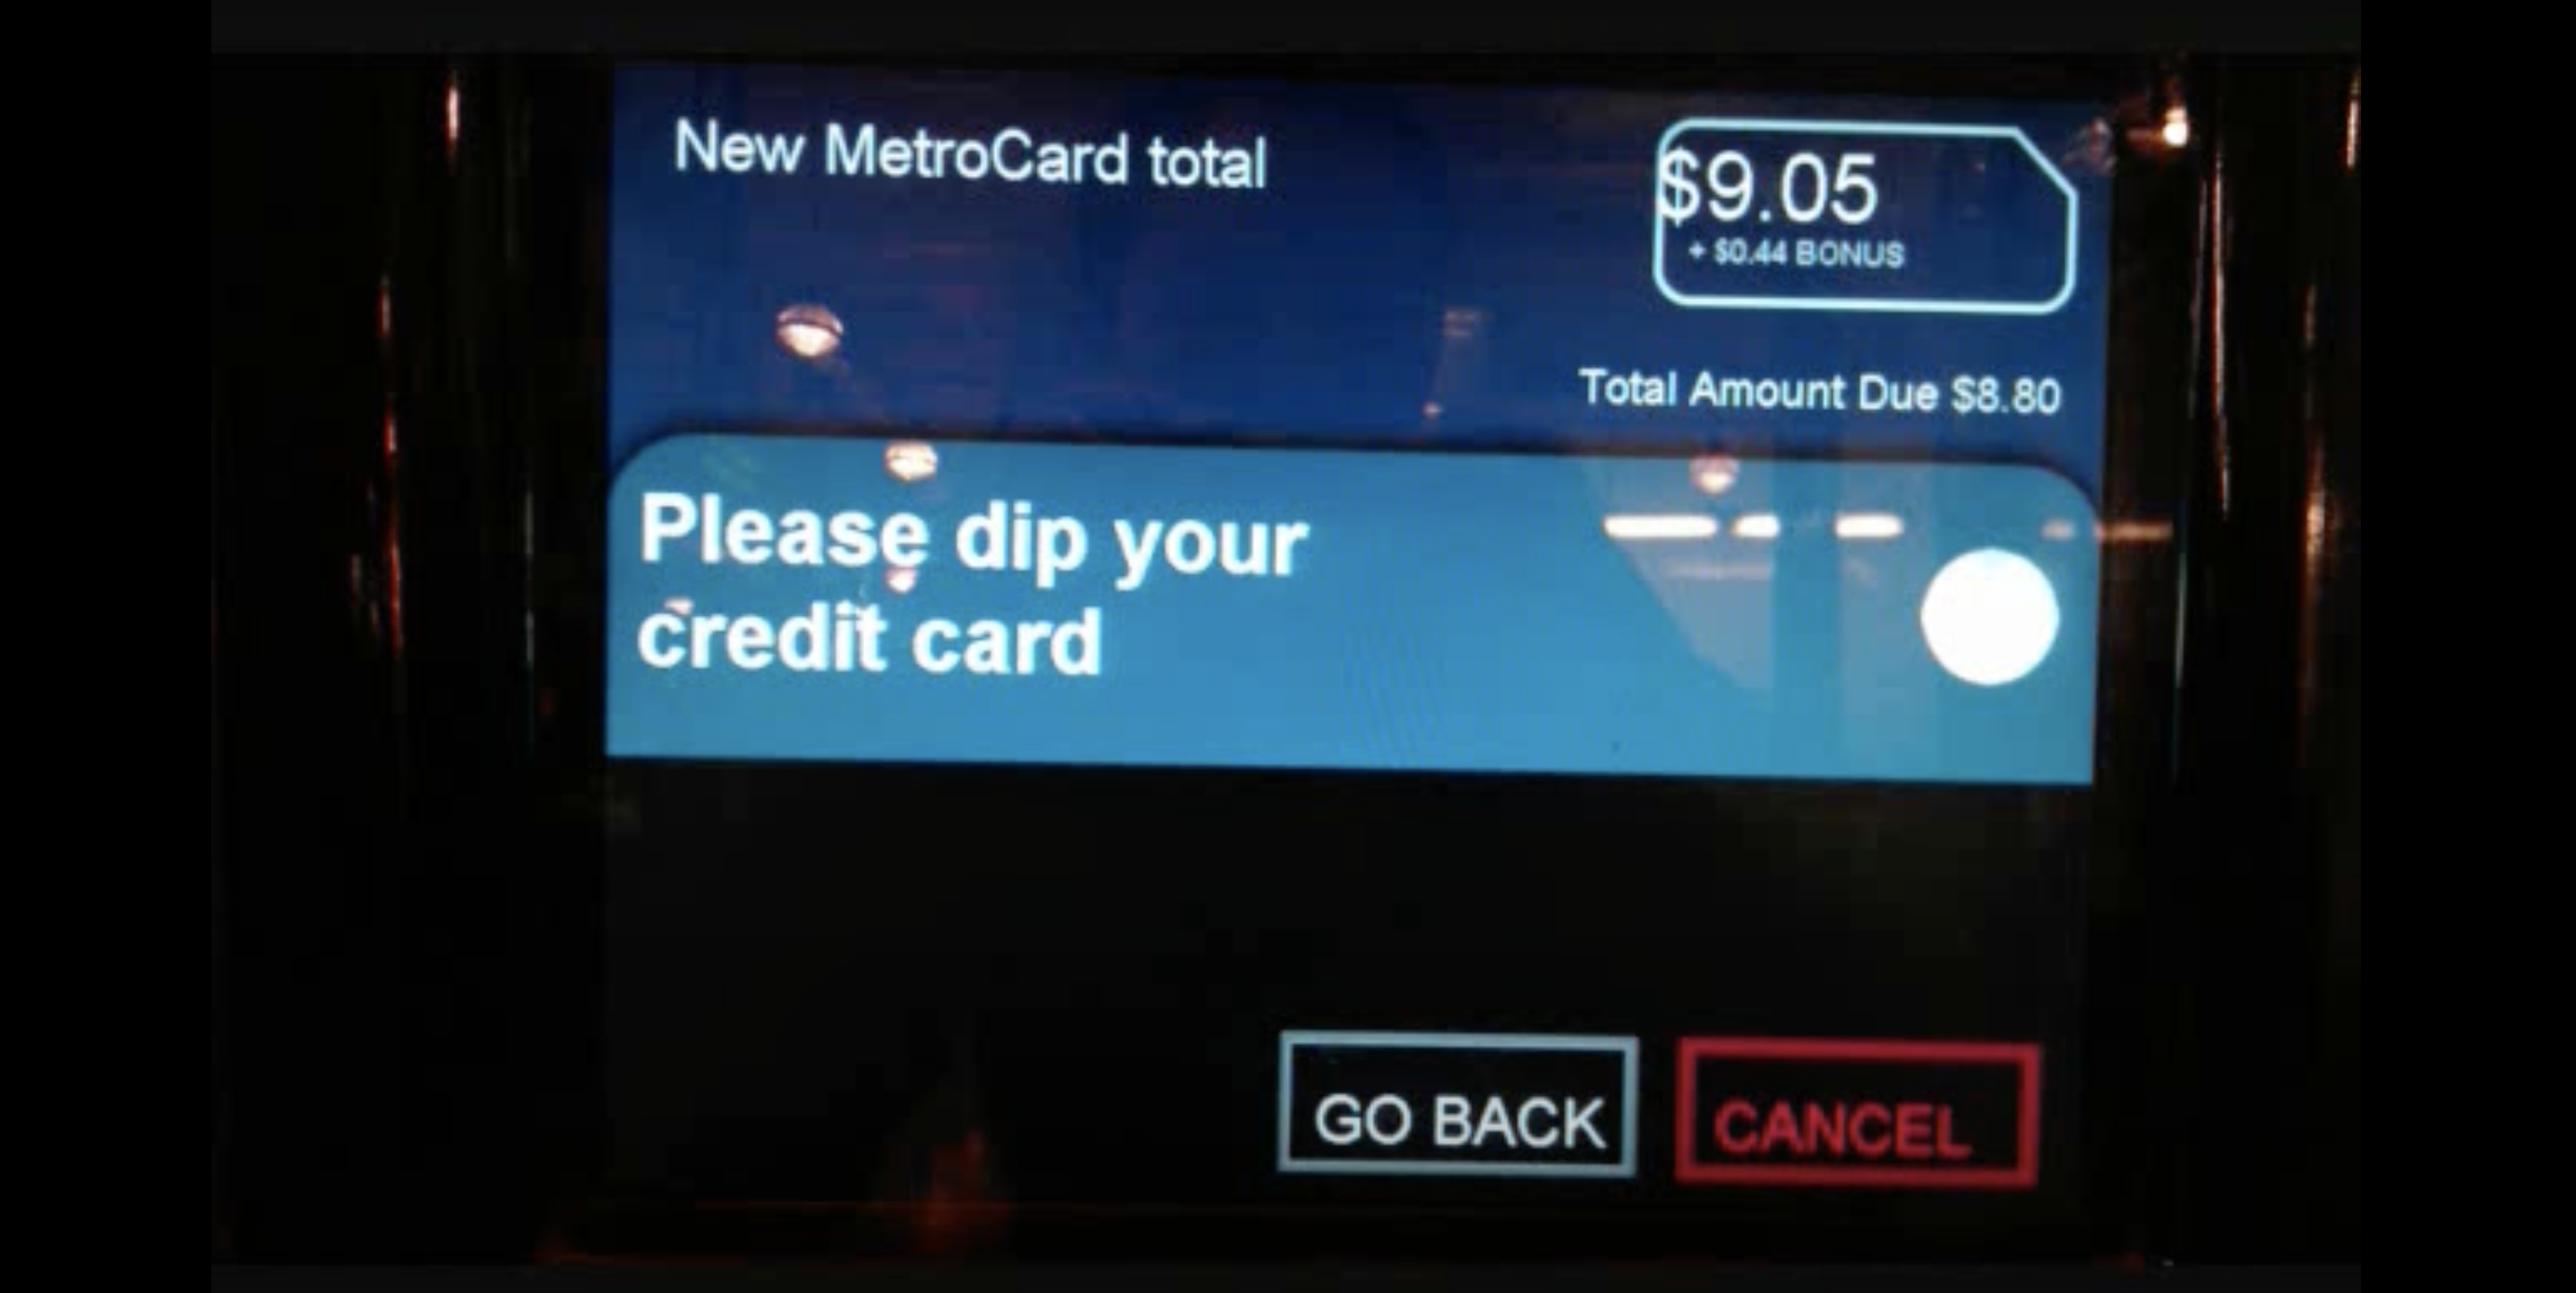 New MetroCard total
$9.05
+ $0.44 BONUS
Total Amount Due $8.80
Please dip your
credit card
GO BACK
CANCEL